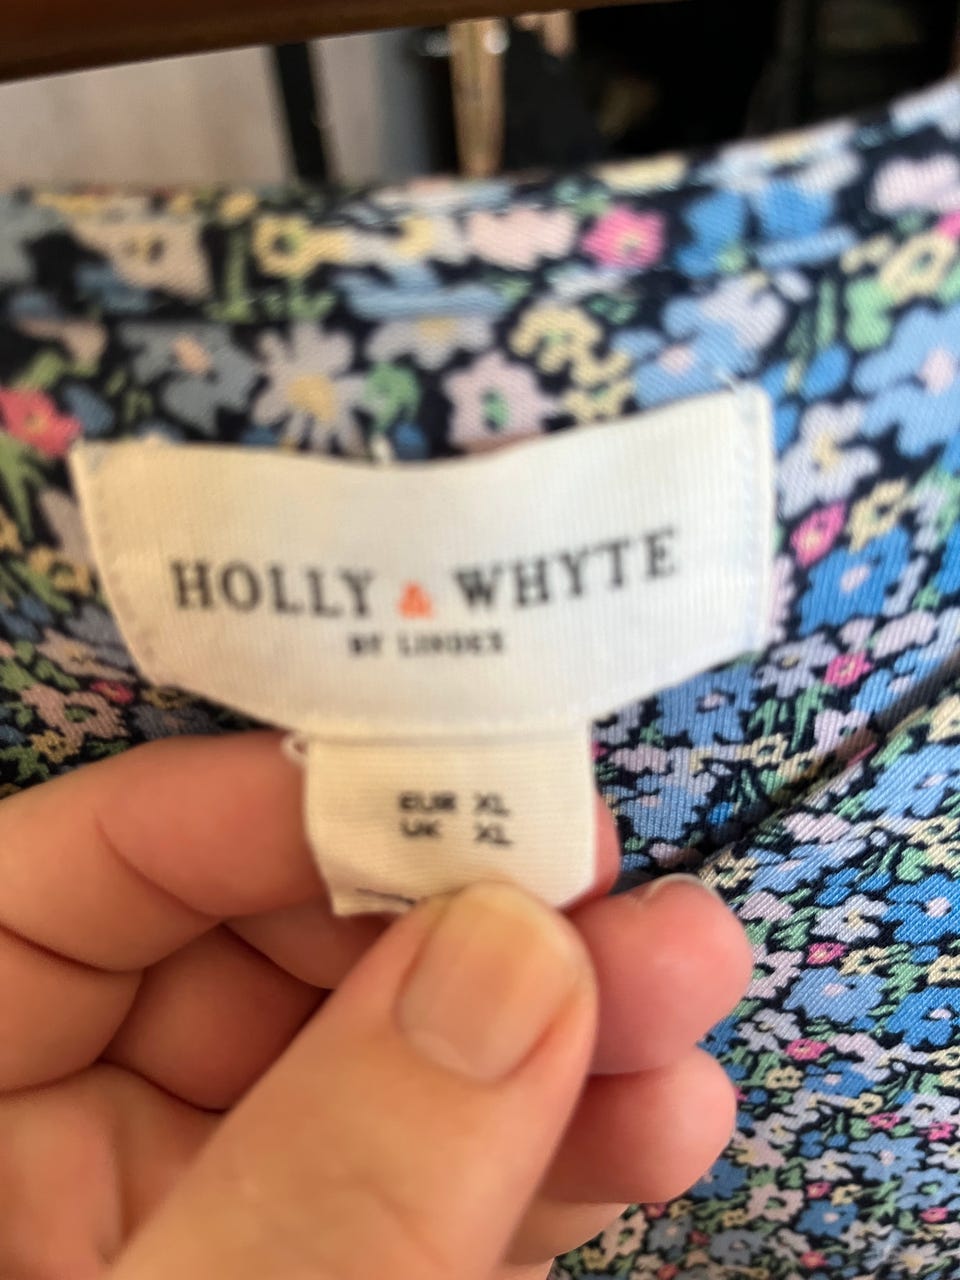 HOLLY & WHYTE
BY LINDEX
EUR XL
UK XL